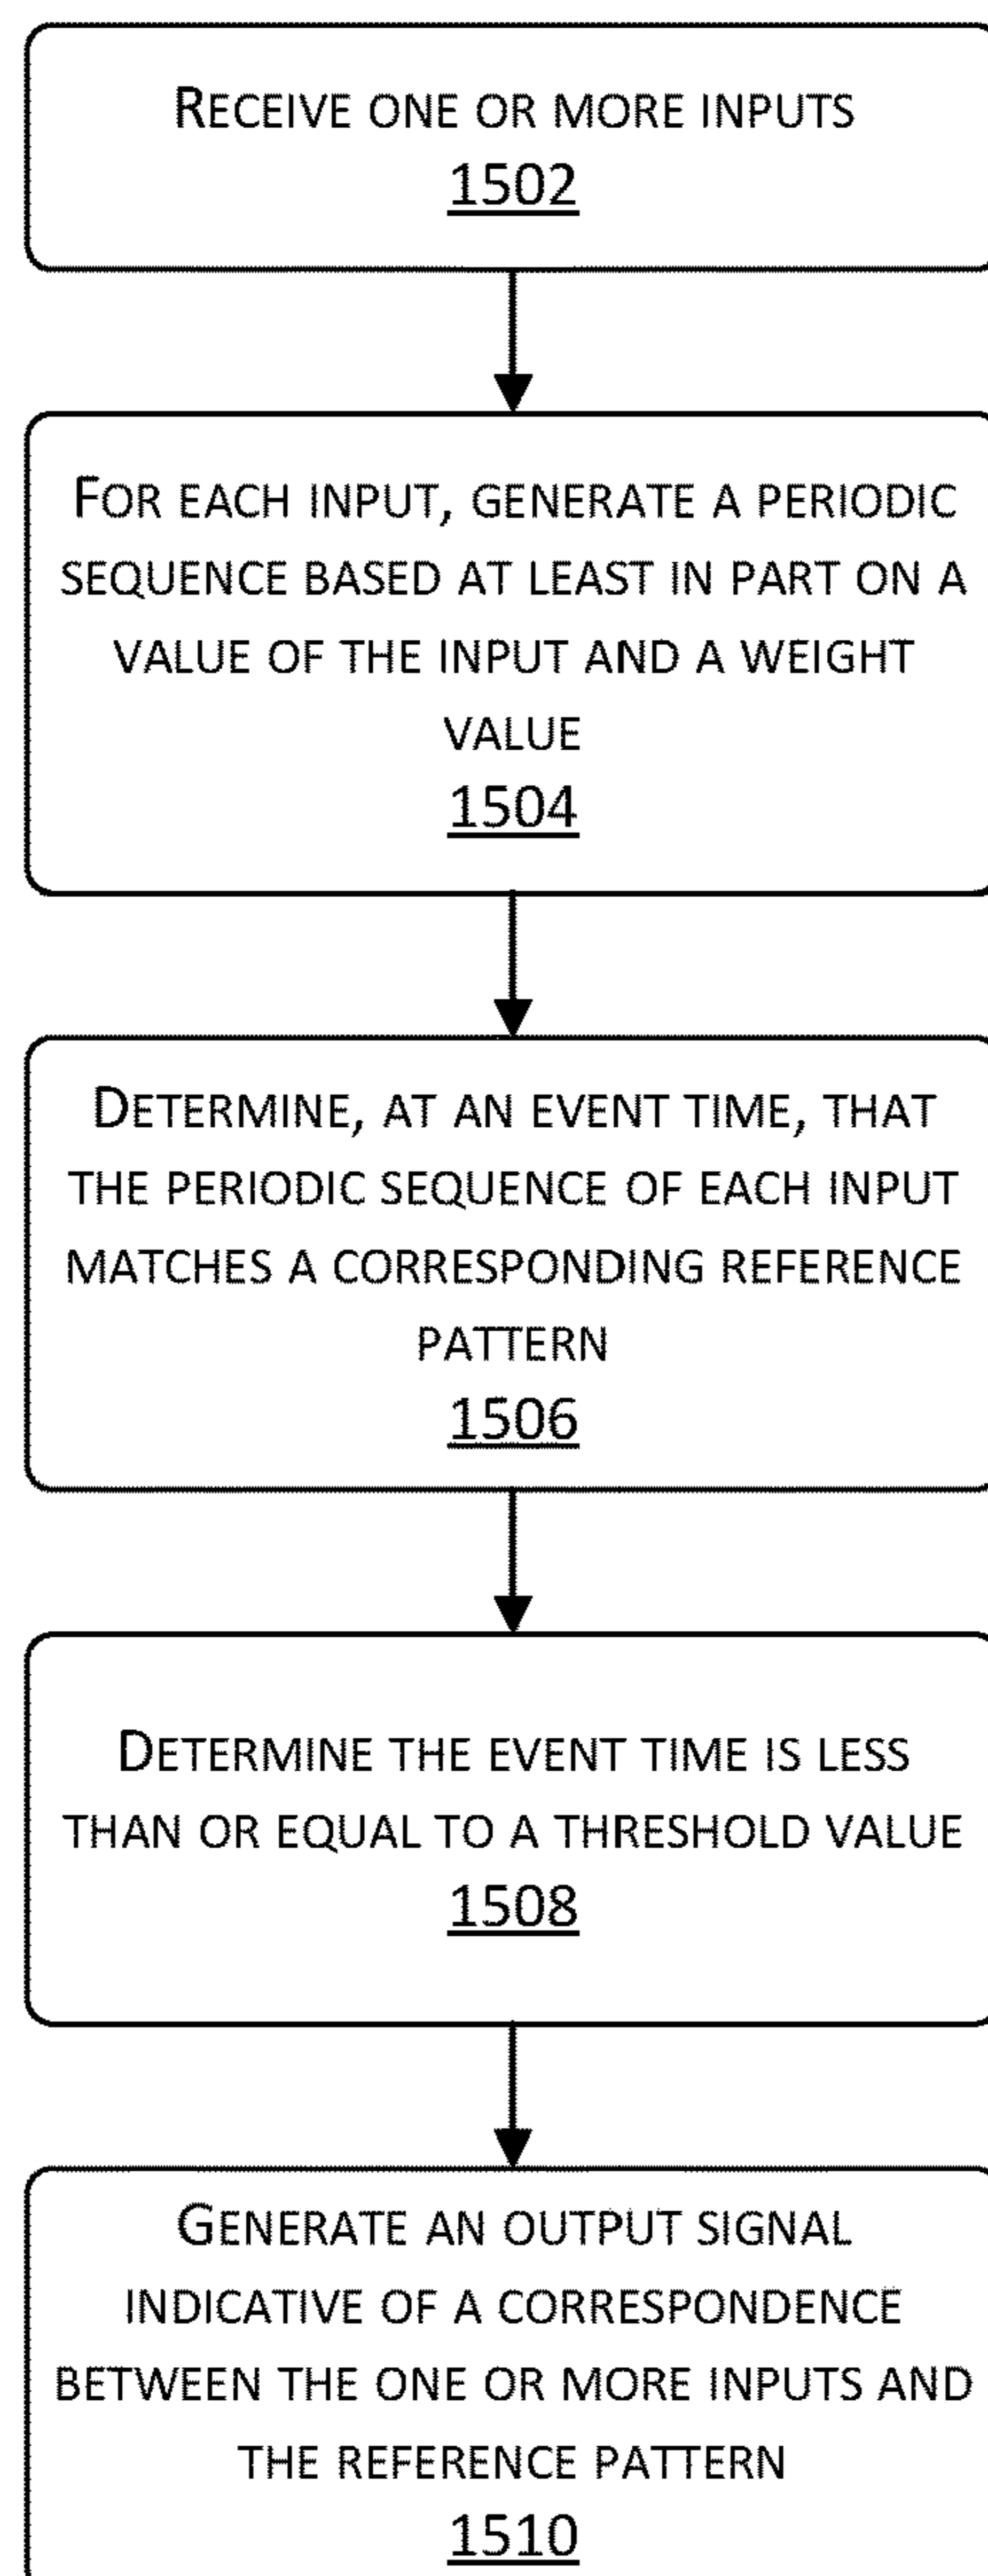 RECEIVE ONE OR MORE INPUTS
1502
FOR EACH INPUT, GENERATE A PERIODIC
SEQUENCE BASED AT LEAST IN PART ON A
VALUE OF THE INPUT AND A WEIGHT
VALUE
1504
DETERMINE, AT AN EVENT TIME, THAT
THE PERIODIC SEQUENCE OF EACH INPUT
MATCHES A CORRESPONDING REFERENCE
PATTERN
1506
DETERMINE THE EVENT TIME IS LESS
THAN OR EQUAL TO A THRESHOLD VALUE
1508
GENERATE AN OUTPUT SIGNAL
INDICATIVE OF A CORRESPONDENCE
BETWEEN THE ONE OR MORE INPUTS AND
THE REFERENCE PATTERN
1510